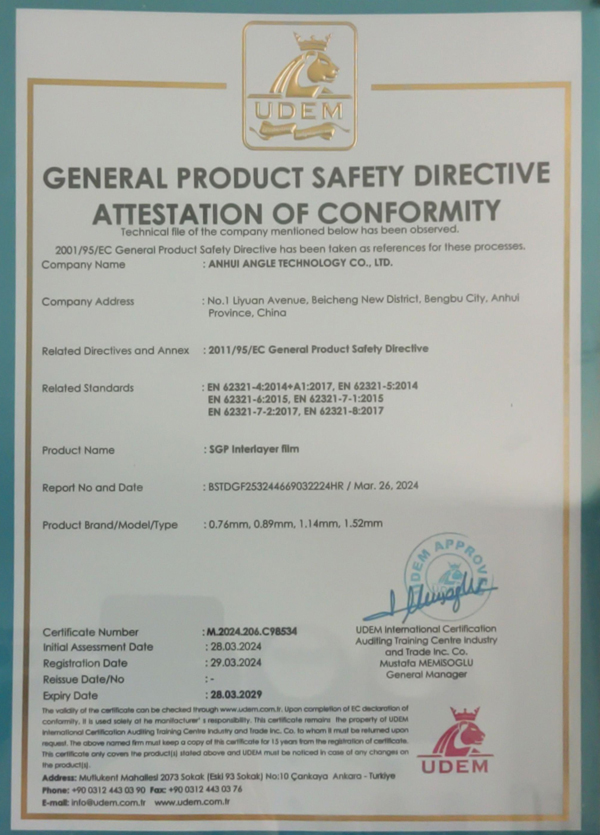 UDEM
GENERAL PRODUCT SAFETY DIRECTIVE
ATTESTATION OF CONFORMITY
Technical file of the company mentioned below has been observed.
2001/95/EC General Product Safety Directive has been taken as references for these processes.
Company Name : ANHUI ANGLE TECHNOLOGY CO., LTD.
Company Address : No.1 Liyuan Avenue, Beicheng New District, Bengbu City, Anhui
Province, China
Related Directives and Annex : 2011/95/EC General Product Safety Directive
Related Standards : EN 62321-4:2014+A1:2017, EN 62321-5:2014
EN 62321-6:2015, EN 62321-7-1:2015
EN 62321-7-2:2017, EN 62321-8:2017
Product Name : SGP Interlayer film
Report No and Date : BSTDGF253244669032224HR / Mar. 26, 2024
Product Brand/Model/Type : 0.76mm, 0.89mm, 1.14mm, 1.52mm
UDEM APPROV
Certificate Number : M.2024.206.C98534
Initial Assessment Date : 28.03.2024
Registration Date : 29.03.2024
Reissue Date/No : -
Expiry Date : 28.03.2029
UDEM International Certification
Auditing Training Centre Industry
and Trade Inc. Co.
Mustafa MEMISOGLU
General Manager
The validity of the certificate can be checked through www.udem.com.tr. Upon completion of EC declaration of
conformity, it is used solely at he manifacturer' s responsibility. This certificate remains the property of UDEM
International Certification Auditing Training Centre Industry and Trade Inc. Co. to whom it must be returned upon
request. The above named firm must keep a copy of this certificate for 15 years from the registration of certificate.
This certificate only covers the product(s) stated above and UDEM must be noticed in case of any changes on
the product(s).
Address: Mutlukent Mahallesi 2073 Sokak (Eski 93 Sokak) No:10 Çankaya Ankara - Turkiye
Phone: +90 0312 443 03 90 Fax: +90 0312 443 03 76
E-mail: info@udem.com.tr www.udem.com.tr
UDEM